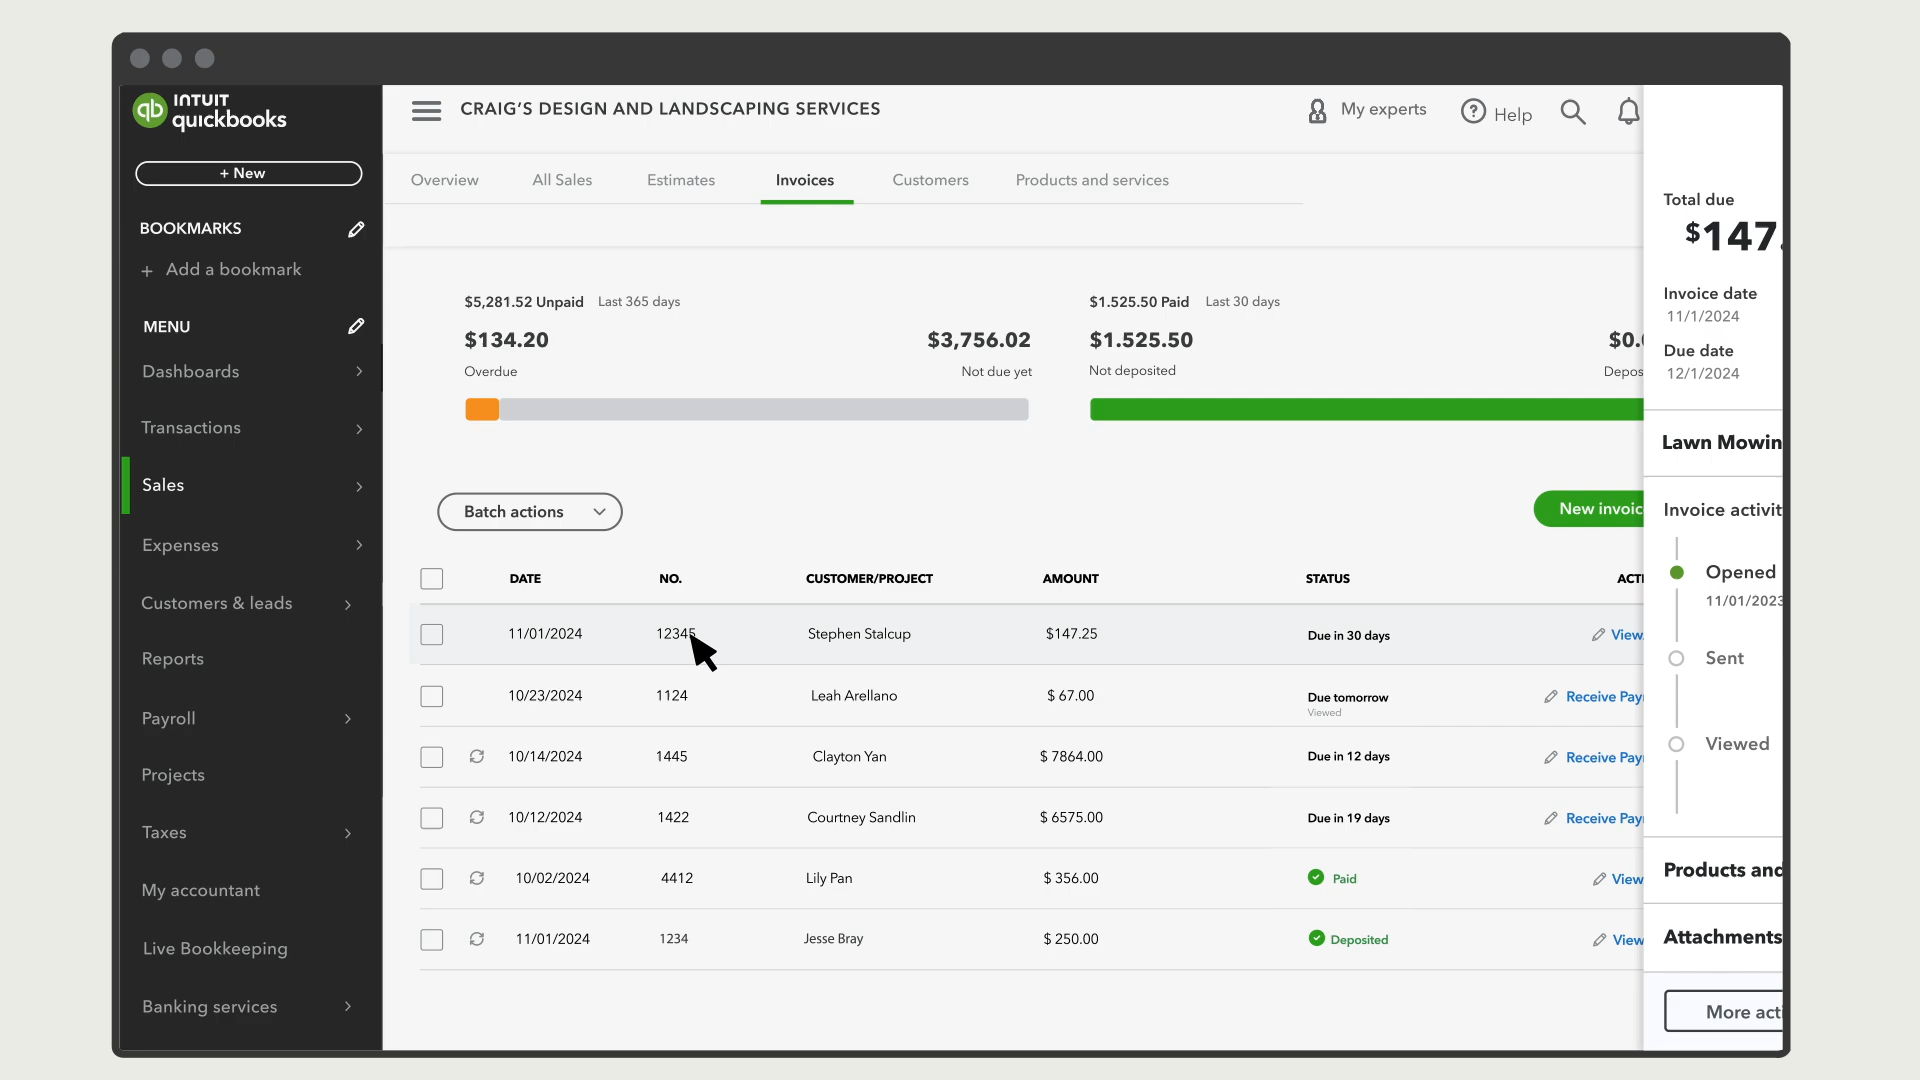 INTUIT
quickbooks
+ New
BOOKMARKS
+ Add a bookmark
MENU
Dashboards
Transactions
Sales
Expenses
Customers & leads
Reports
Payroll
Projects
Taxes
My accountant
Live Bookkeeping
Banking services
CRAIG'S DESIGN AND LANDSCAPING SERVICES
My experts
Help
Overview All Sales Estimates Invoices Customers Products and services
$5,281.52 Unpaid Last 365 days
$134.20 $3,756.02
Overdue Not due yet
$1.525.50 Paid Last 30 days
$1.525.50 $0.
Not deposited Depos
Batch actions
New invoic
DATE NO. CUSTOMER/PROJECT AMOUNT STATUS ACTI
11/01/2024 12345 Stephen Stalcup $147.25 Due in 30 days View
10/23/2024 1124 Leah Arellano $ 67.00 Due tomorrow Receive Pay
Viewed
10/14/2024 1445 Clayton Yan $ 7864.00 Due in 12 days Receive Pay
10/12/2024 1422 Courtney Sandlin $ 6575.00 Due in 19 days Receive Pay
10/02/2024 4412 Lily Pan $ 356.00 Paid View
11/01/2024 1234 Jesse Bray $ 250.00 Deposited View
Total due
$147.
Invoice date
11/1/2024
Due date
12/1/2024
Lawn Mowin
Invoice activit
Opened
11/01/2023
Sent
Viewed
Products and
Attachments
More acti